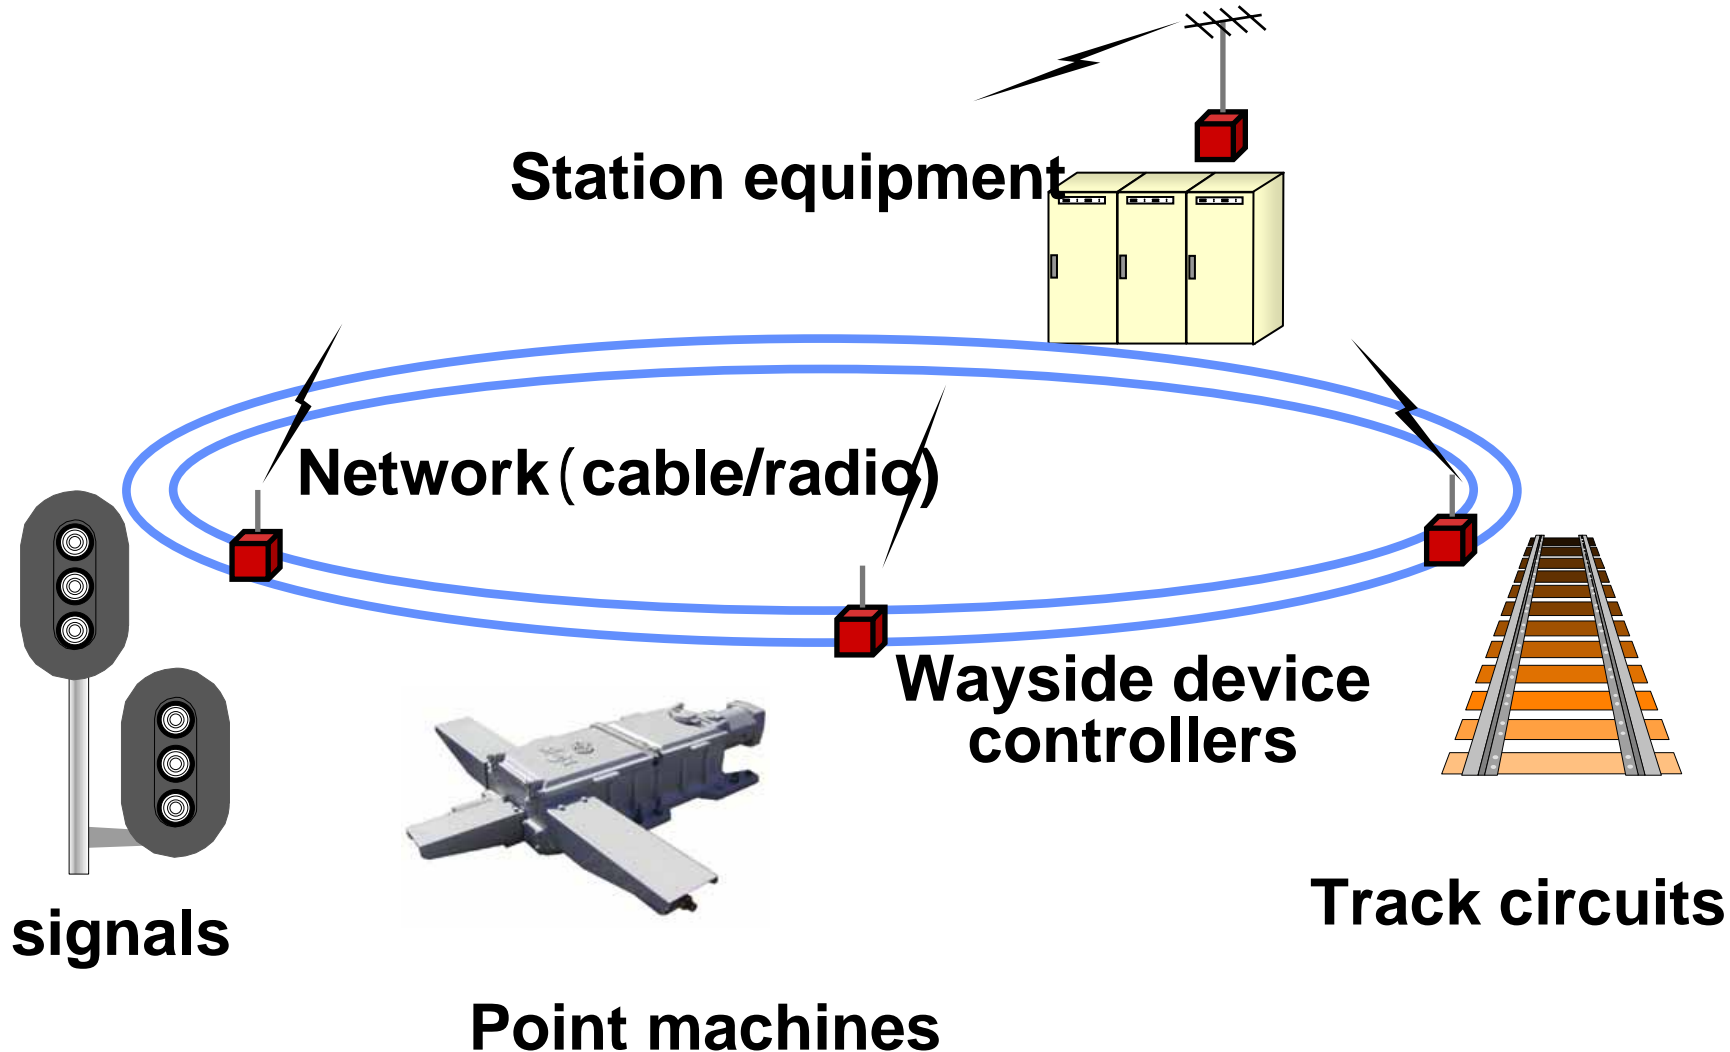 Station equipment
Network(cable/radio)
Wayside device
controllers
Track circuits
signals
Point machines